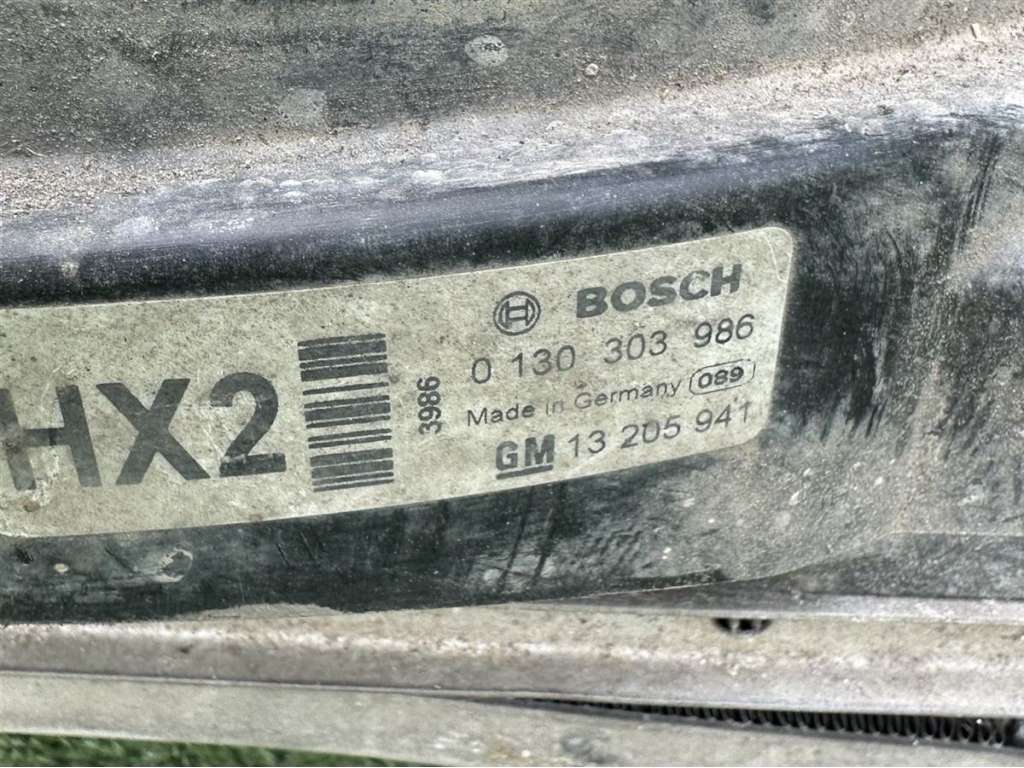 HX2
3986
BOSCH
0 130 303 986
Made in Germany 089
GM 13 205 941